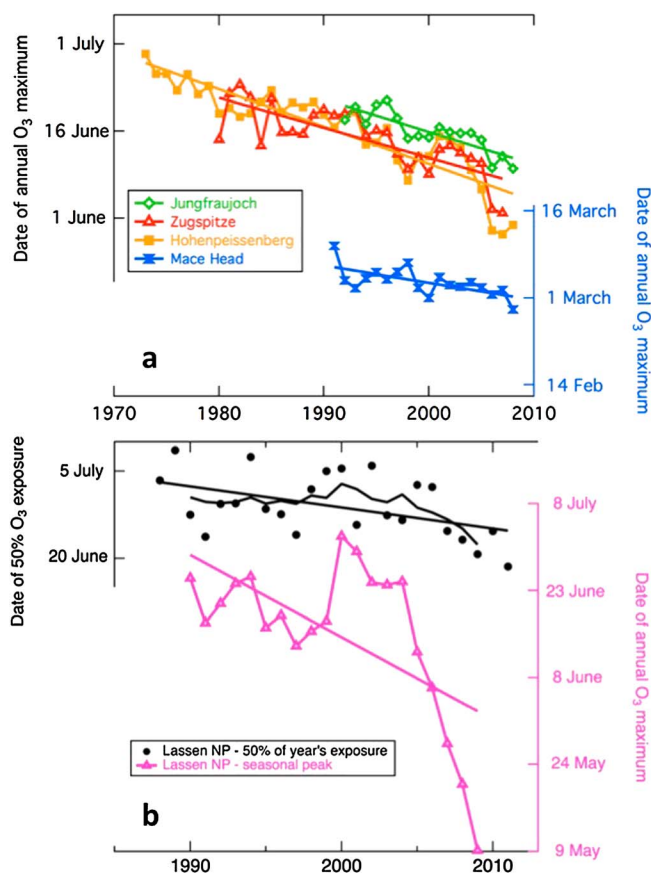 1 July
16 June
1 June
Date of annual O3 maximum
Jungfraujoch
Zugspitze
Hohenpeissenberg
Mace Head
16 March
1 March
14 Feb
Date of annual O3 maximum
a
1970 1980 1990 2000 2010
5 July
20 June
Date of 50% O3 exposure
8 July
23 June
8 June
24 May
9 May
Date of annual O3 maximum
Lassen NP - 50% of year's exposure
Lassen NP - seasonal peak
b
1990 2000 2010